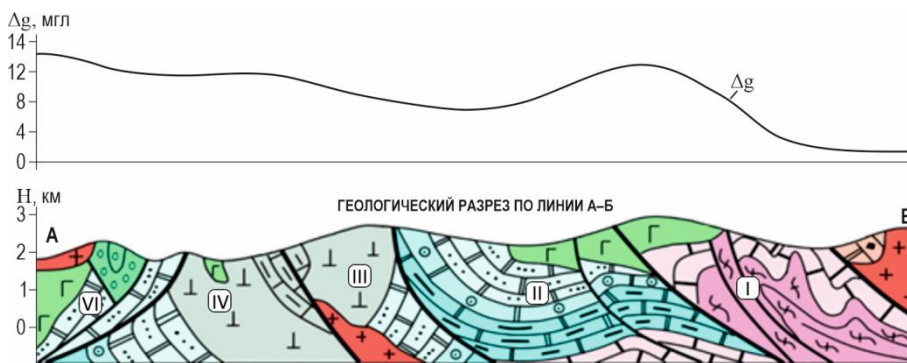 Δg, мгл
14
12
8
4
0
Δg
H, км
ГЕОЛОГИЧЕСКИЙ РАЗРЕЗ ПО ЛИНИИ А–Б
3
А
2
1
0
VI
IV
III
II
I